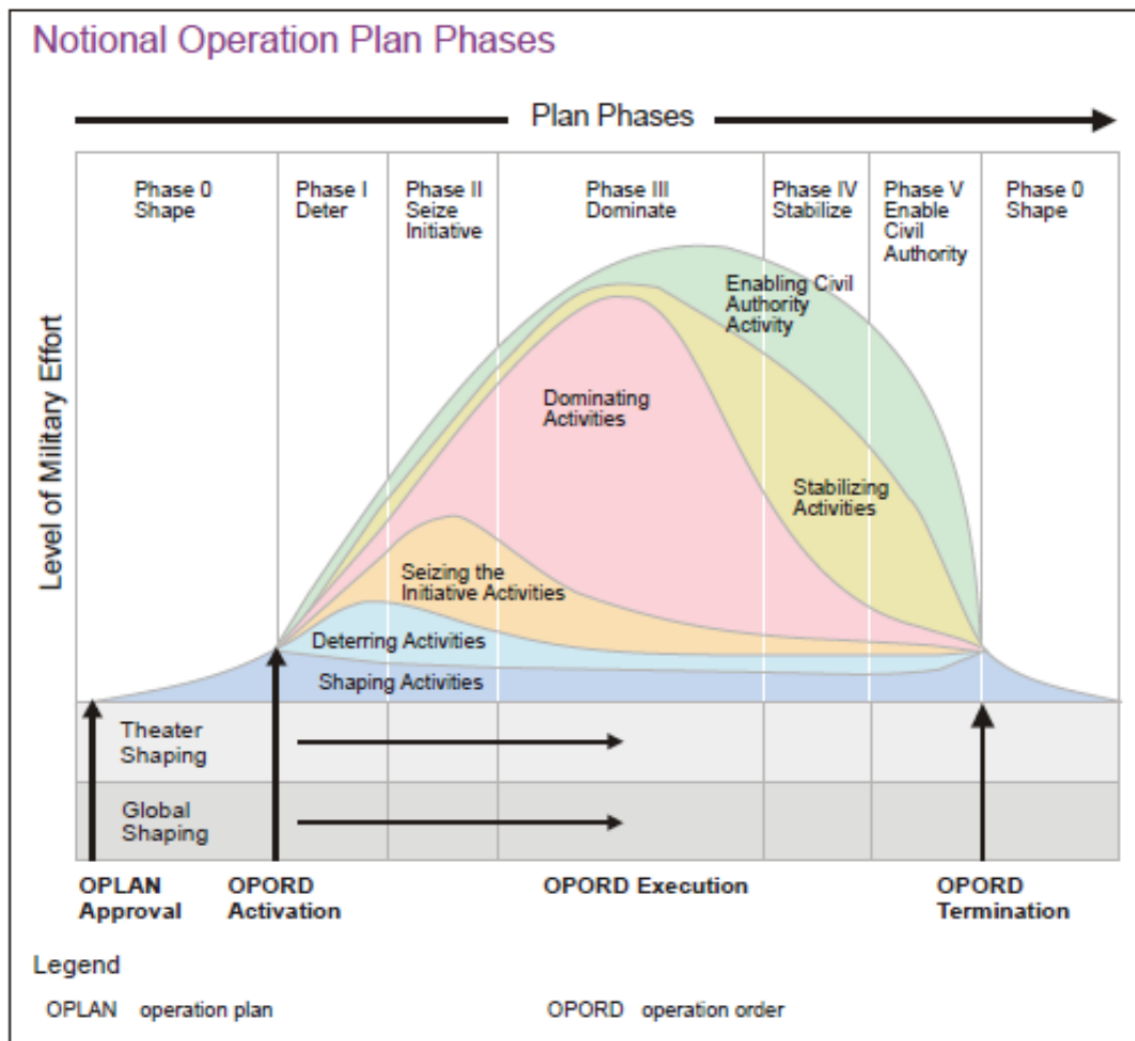 Notional Operation Plan Phases
Plan Phases
Phase 0
Shape
Phase I
Deter
Phase II
Seize
Initiative
Phase III
Dominate
Phase IV
Stabilize
Phase V
Enable
Civil
Authority
Phase 0
Shape
Level of Military Effort
Enabling Civil
Authority
Activity
Dominating
Activities
Stabilizing
Activities
Seizing the
Initiative Activities
Deterring Activities
Shaping Activities
Theater
Shaping
Global
Shaping
OPLAN
Approval
OPORD
Activation
OPORD Execution
OPORD
Termination
Legend
OPLAN operation plan
OPORD operation order